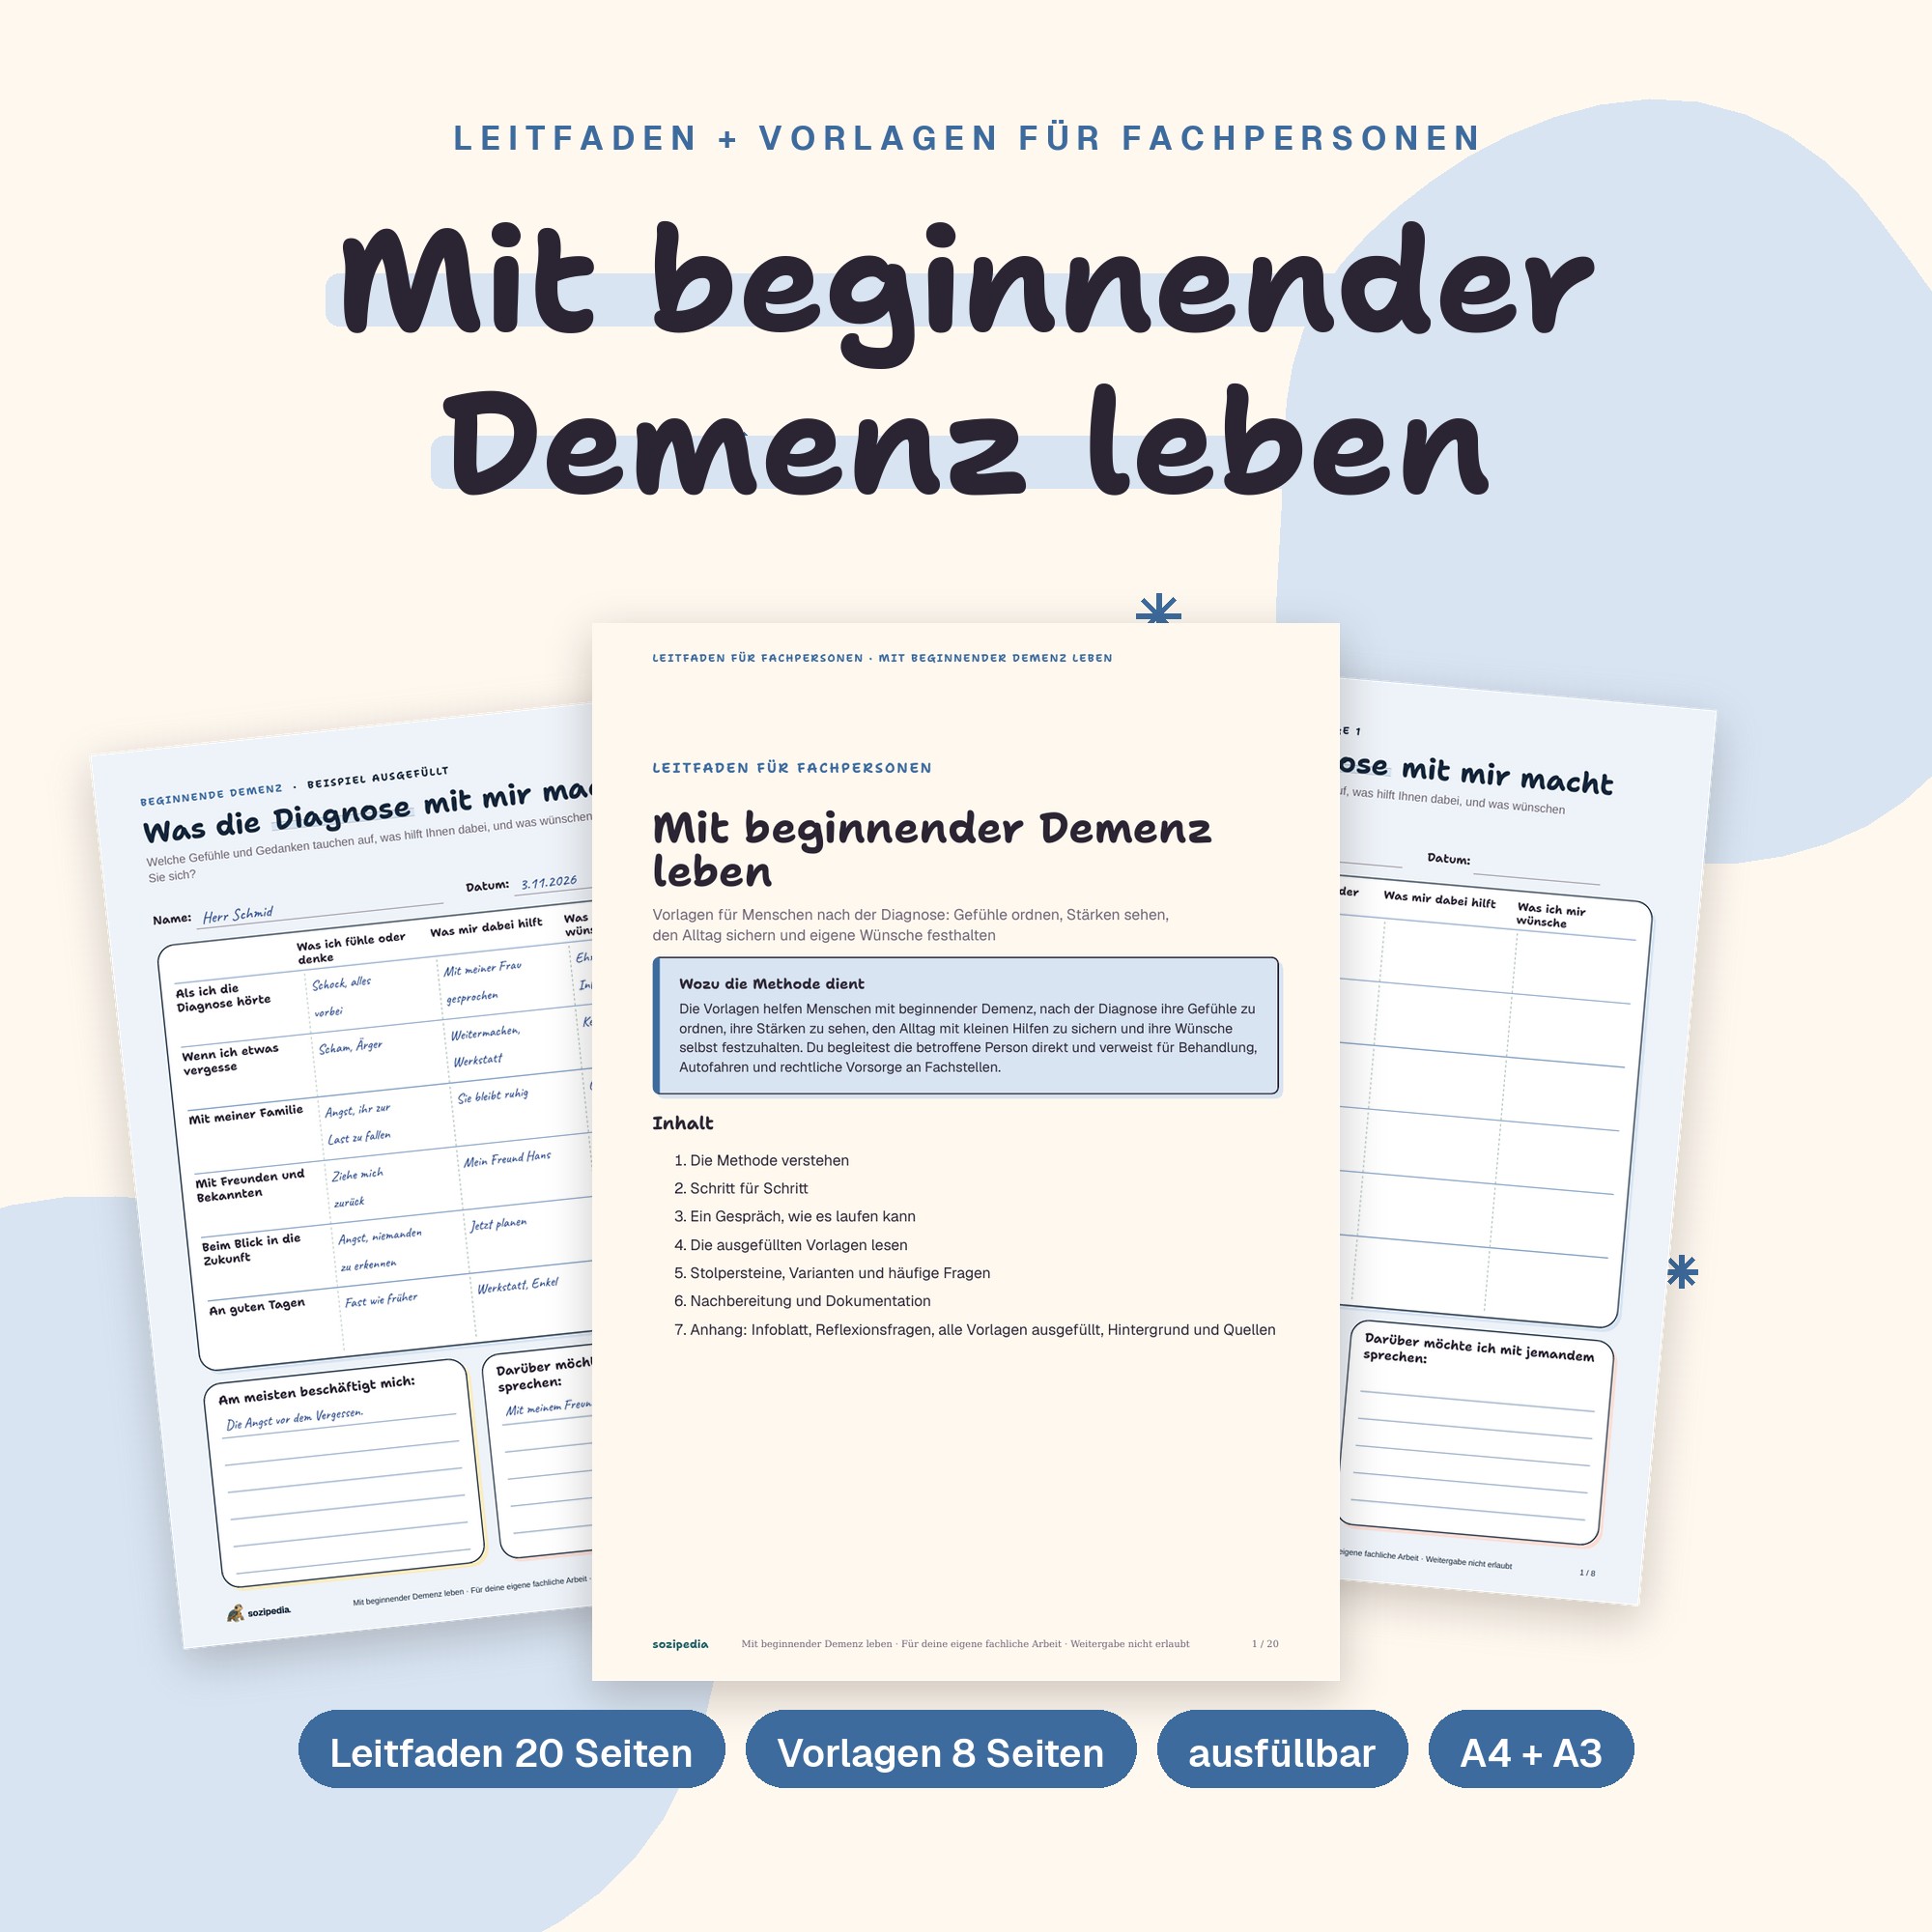 LEITFADEN + VORLAGEN FÜR FACHPERSONEN
Mit beginnender
Demenz leben
BEGINNENDE DEMENZ · BEISPIEL AUSGEFÜLLT
Was die Diagnose mit mir
Welche Gefühle und Gedanken tauchen auf, was hilft Ihnen dabei, und was wünschen
Sie sich?
Name: Herr Schmid
Datum: 3.11.2026
Was ich fühle oder
denke
Was mir dabei hilft
Was
Als ich die
Diagnose hörte
Schock, alles
vorbei
Mit meiner Frau
gesprochen
Wenn ich etwas
vergesse
Scham, Ärger
Weitermachen,
Werkstatt
Mit meiner Familie
Angst, ihr zur
Last zu fallen
Sie bleibt ruhig
Mit Freunden und
Bekannten
Ziehe mich
zurück
Mein Freund Hans
Beim Blick in die
Zukunft
Angst, niemanden
zu erkennen
Jetzt planen
An guten Tagen
Fast wie früher
Werkstatt, Enkel
Am meisten beschäftigt mich:
Die Angst vor dem Vergessen.
Darüber
sprechen:
Mit meinem
sozipedia.
Mit beginnender Demenz leben · Für deine eigene fachliche Arbeit ·
LEITFADEN FÜR FACHPERSONEN · MIT BEGINNENDER DEMENZ LEBEN
LEITFADEN FÜR FACHPERSONEN
Mit beginnender Demenz
leben
Vorlagen für Menschen nach der Diagnose: Gefühle ordnen, Stärken sehen,
den Alltag sichern und eigene Wünsche festhalten
Wozu die Methode dient
Die Vorlagen helfen Menschen mit beginnender Demenz, nach der Diagnose ihre Gefühle zu
ordnen, ihre Stärken zu sehen, den Alltag mit kleinen Hilfen zu sichern und ihre Wünsche
selbst festzuhalten. Du begleitest die betroffene Person direkt und verweist für Behandlung,
Autofahren und rechtliche Vorsorge an Fachstellen.
Inhalt
1. Die Methode verstehen
2. Schritt für Schritt
3. Ein Gespräch, wie es laufen kann
4. Die ausgefüllten Vorlagen lesen
5. Stolpersteine, Varianten und häufige Fragen
6. Nachbereitung und Dokumentation
7. Anhang: Infoblatt, Reflexionsfragen, alle Vorlagen ausgefüllt, Hintergrund und Quellen
sozipedia
Mit beginnender Demenz leben · Für deine eigene fachliche Arbeit · Weitergabe nicht erlaubt
1 / 20
1
mit mir macht
was hilft Ihnen dabei, und was wünschen
Datum:
Was mir dabei hilft
Was ich mir
wünsche
Darüber möchte ich mit jemandem
sprechen:
eigene fachliche Arbeit · Weitergabe nicht erlaubt
1 / 8
Leitfaden 20 Seiten
Vorlagen 8 Seiten
ausfüllbar
A4 + A3